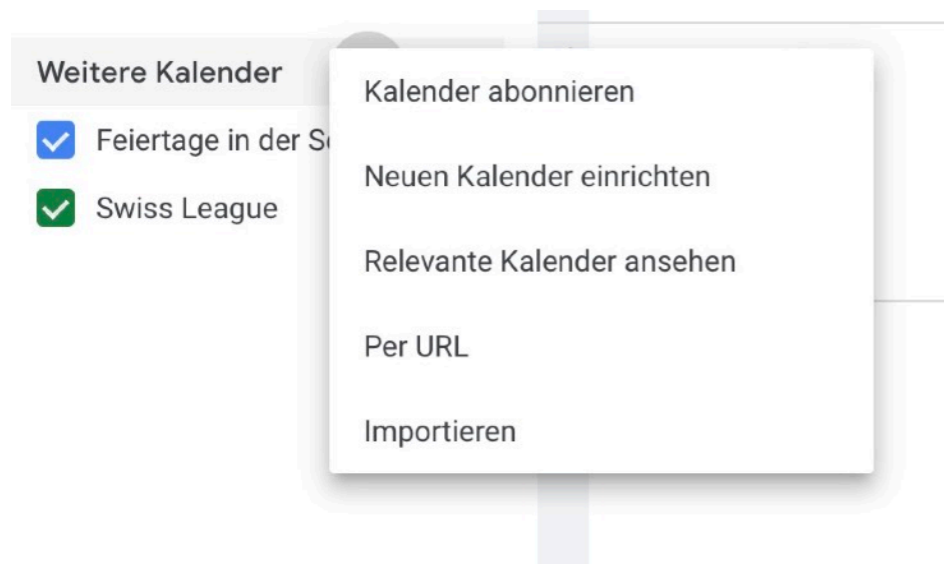 Weitere Kalender
Feiertage in der
Swiss League
Kalender abonnieren
Neuen Kalender einrichten
Relevante Kalender ansehen
Per URL
Importieren